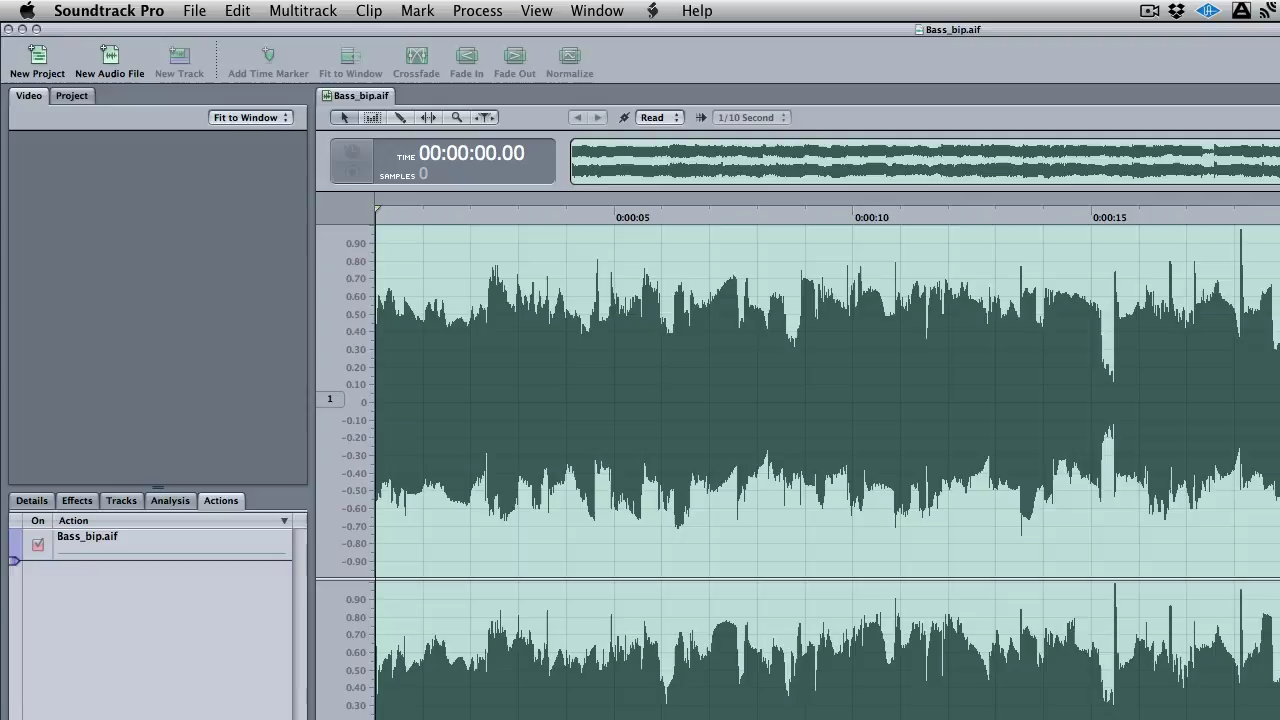 Soundtrack Pro File Edit Multitrack Clip Mark Process View Window Help
Bass_bip.aif
New Project New Audio File New Track Add Time Marker Fit to Window Crossfade Fade In Fade Out Normalize
Video Project
Fit to Window
Bass_bip.aif
Read 1/10 Second
TIME 00:00:00.00
SAMPLES 0
0:00:05 0:00:10 0:00:15
0.90
0.80
0.70
0.60
0.50
0.40
0.30
0.20
0.10
1
0
-0.10
-0.20
-0.30
-0.40
-0.50
-0.60
-0.70
-0.80
-0.90
Details Effects Tracks Analysis Actions
On Action
Bass_bip.aif
0.90
0.80
0.70
0.60
0.50
0.40
0.30